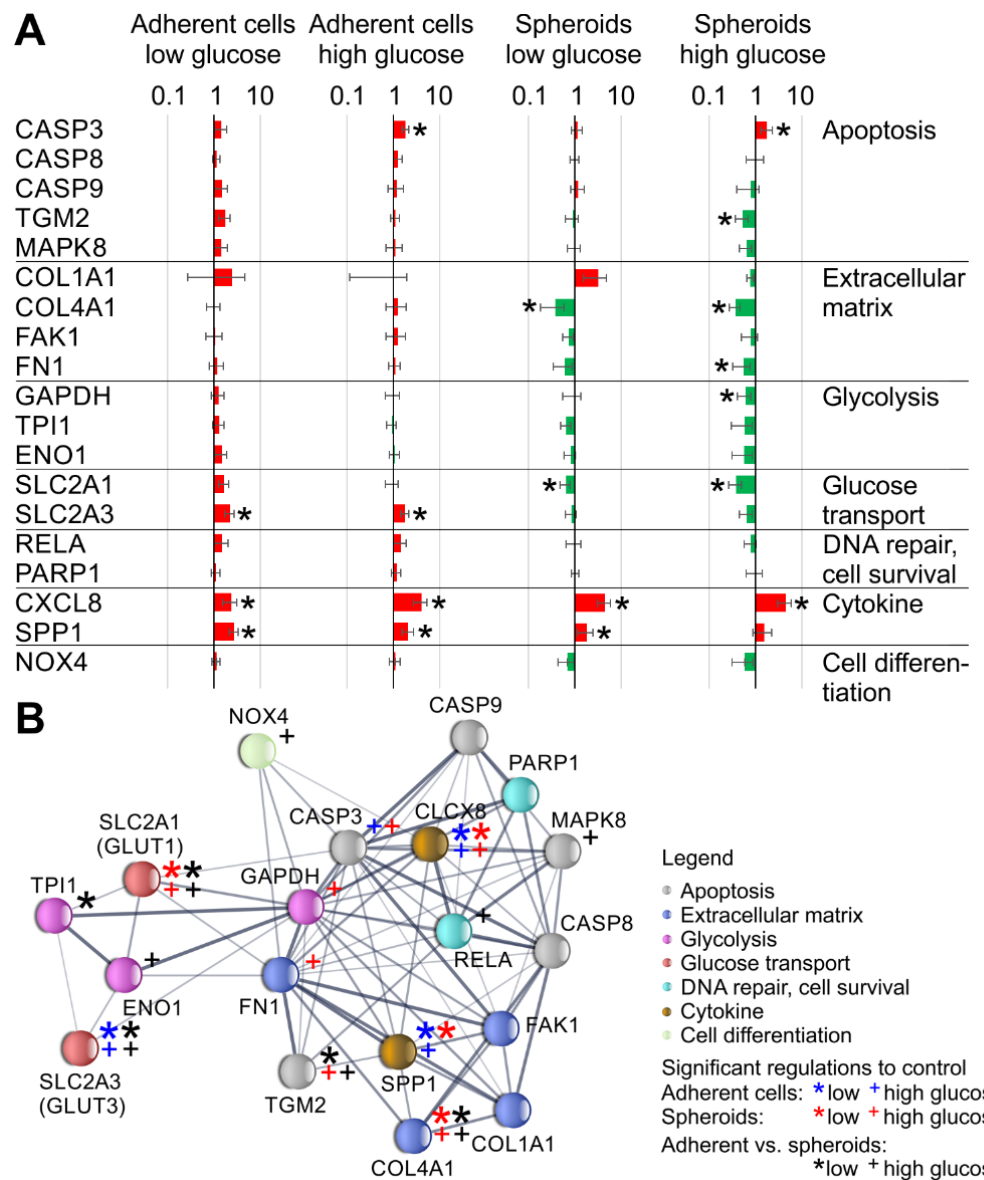 A
Adherent cells low glucose
Adherent cells high glucose
Spheroids low glucose
Spheroids high glucose
0.1 1 10 0.1 1 10 0.1 1 10 0.1 1 10
CASP3 * * Apoptosis
CASP8
CASP9
TGM2 *
MAPK8
COL1A1 Extracellular
COL4A1 * * matrix
FAK1
FN1 *
GAPDH * Glycolysis
TPI1
ENO1
SLC2A1 * * Glucose
SLC2A3 * * transport
RELA DNA repair,
PARP1 cell survival
CXCL8 * * * * Cytokine
SPP1 * * *
NOX4 Cell differen-
tiation
B
CASP9
NOX4 +
PARP1
CASP3 + +
CLCX8 * * + +
MAPK8 +
SLC2A1
(GLUT1) * * + +
TPI1 *
GAPDH +
CASP8
RELA +
ENO1 +
FN1 +
FAK1
SLC2A3
(GLUT3) * * + +
TGM2 * + +
SPP1 * * +
COL1A1
COL4A1 * * + +
Legend
Apoptosis
Extracellular matrix
Glycolysis
Glucose transport
DNA repair, cell survival
Cytokine
Cell differentiation
Significant regulations to control
Adherent cells: *low +high glucos
Spheroids: *low +high glucos
Adherent vs. spheroids:
*low +high glucos